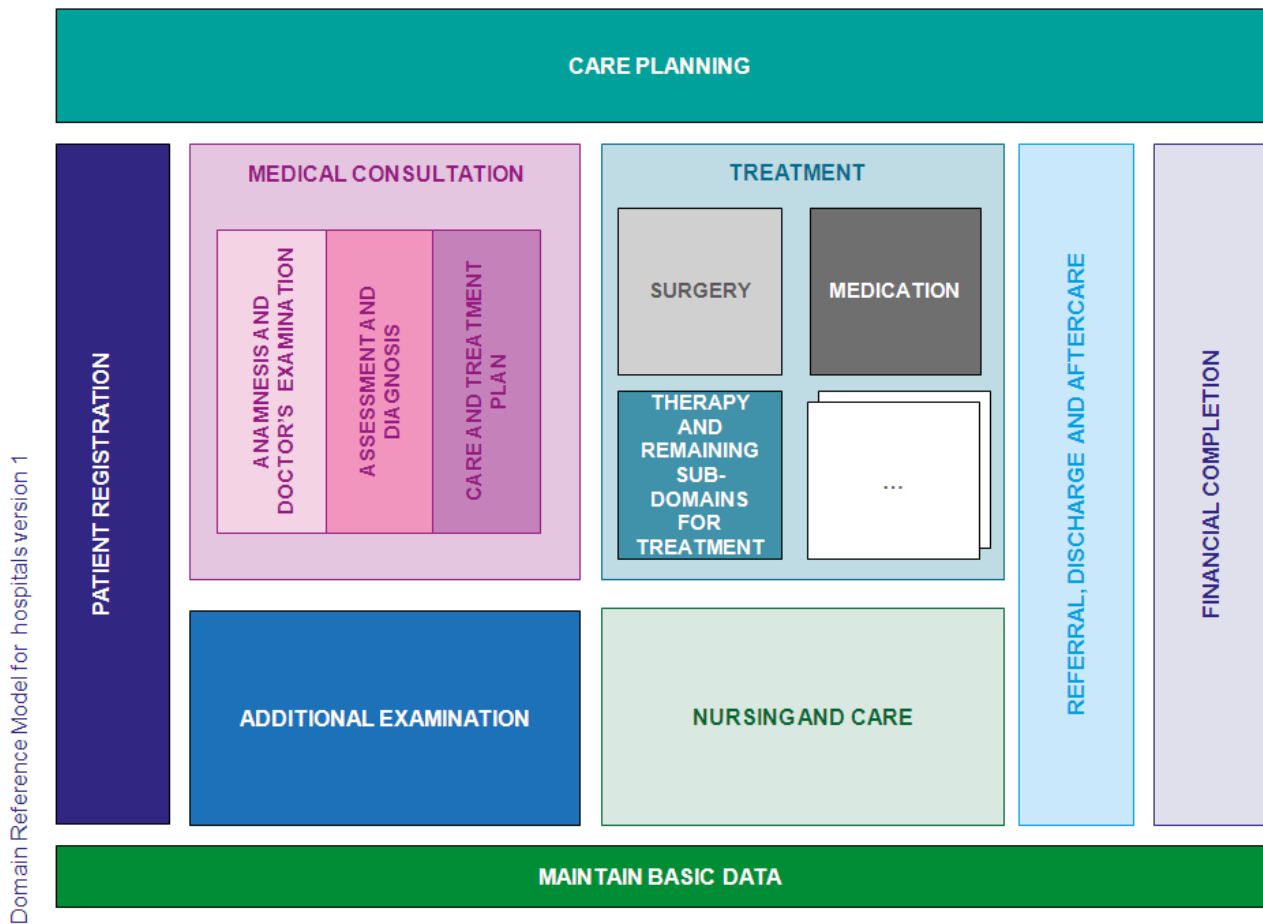 CARE PLANNING
Domain Reference Model for hospitals version 1
PATIENT REGISTRATION
MEDICAL CONSULTATION
ANAMNESIS AND
DOCTOR'S EXAMINATION
ASSESSMENT AND
DIAGNOSIS
CARE AND TREATMENT
PLAN
TREATMENT
SURGERY
MEDICATION
THERAPY
AND
REMAINING
SUB-
DOMAINS
FOR
TREATMENT
...
ADDITIONAL EXAMINATION
NURSING AND CARE
REFERRAL, DISCHARGE AND AFTERCARE
FINANCIAL COMPLETION
MAINTAIN BASIC DATA